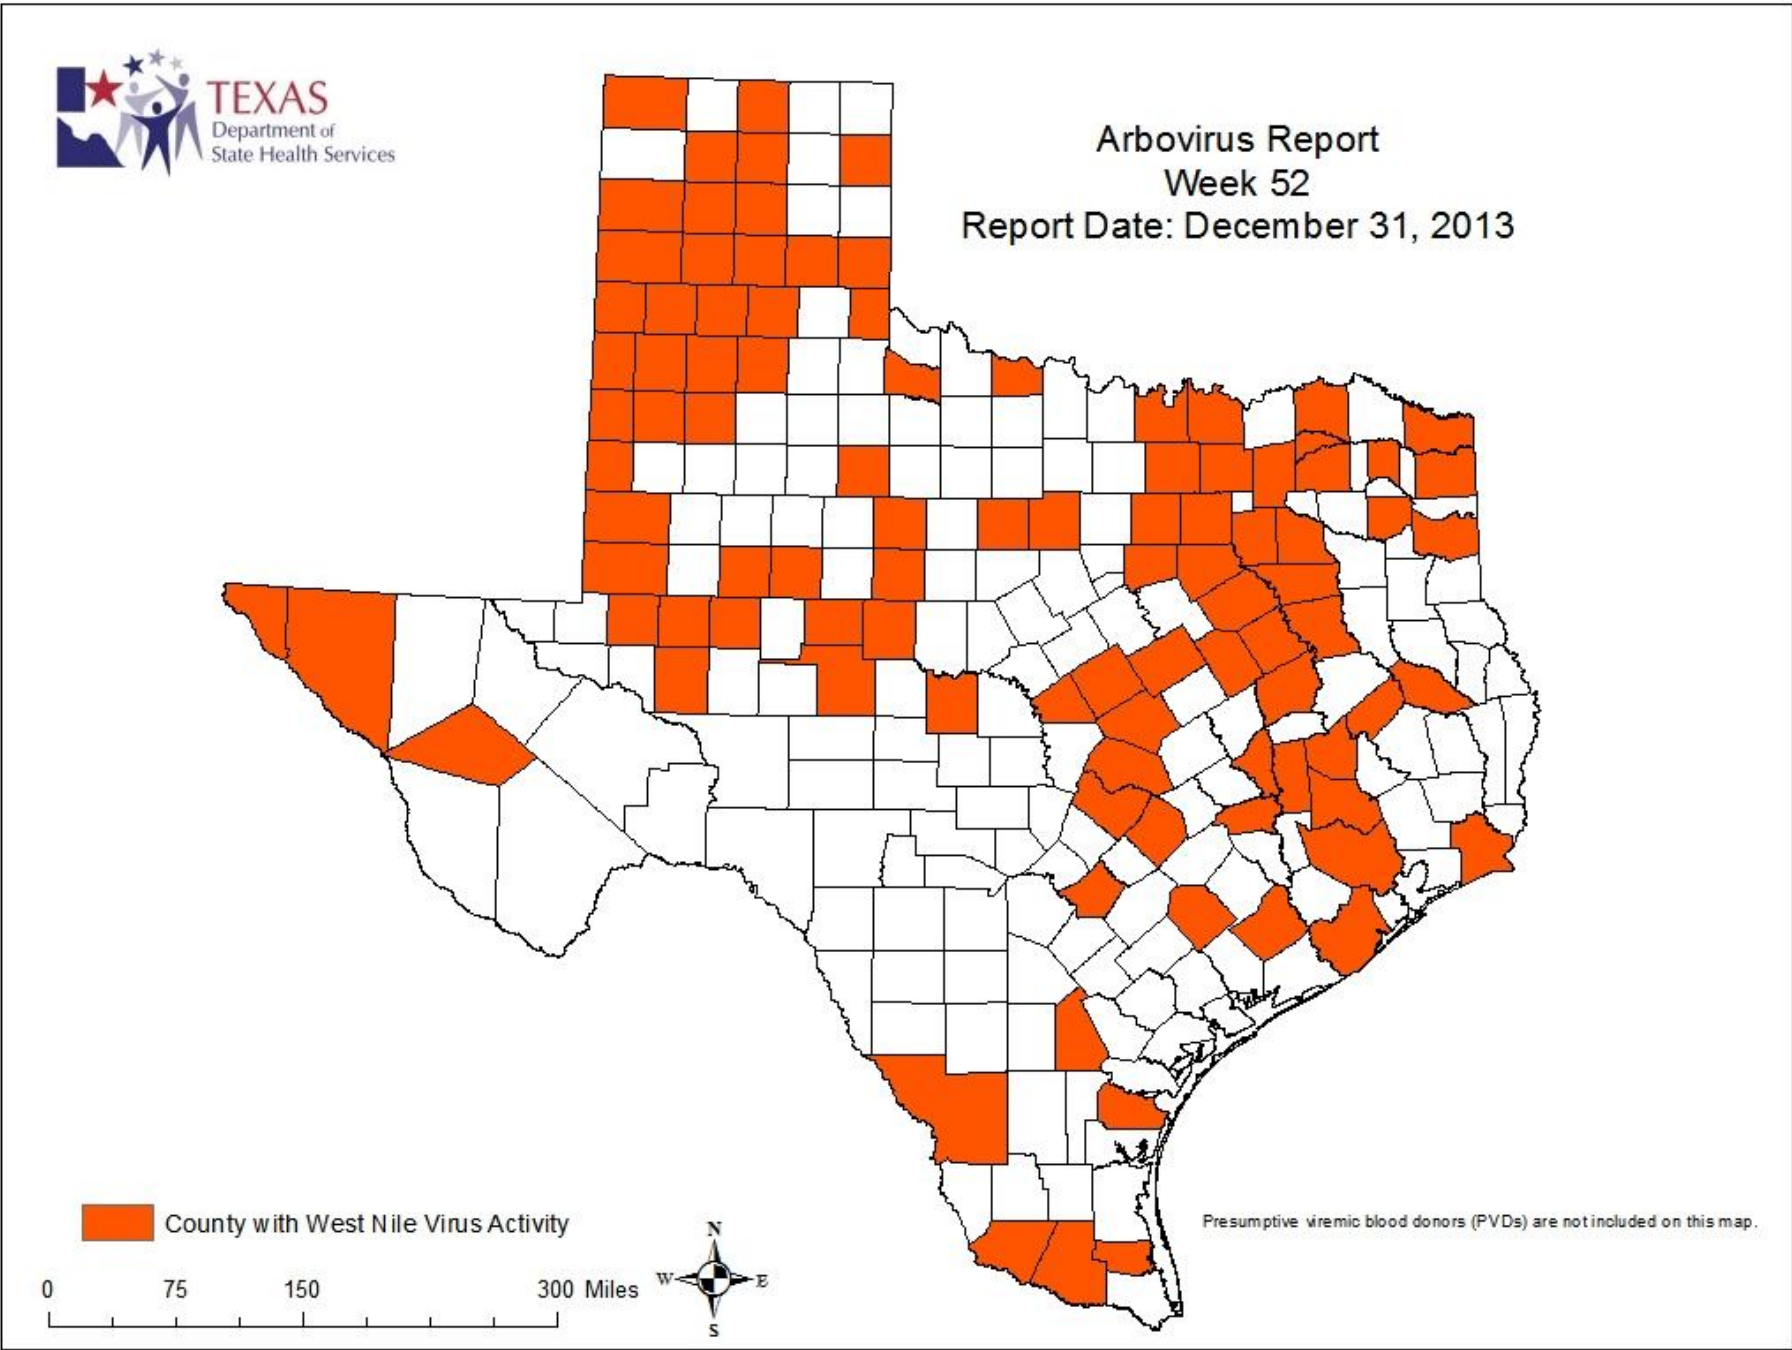 TEXAS
Department of
State Health Services
Arbovirus Report
Week 52
Report Date: December 31, 2013
County with West Nile Virus Activity
0 75 150 300 Miles
N
W E
S
Presumptive viremic blood donors (PVDs) are not included on this map.